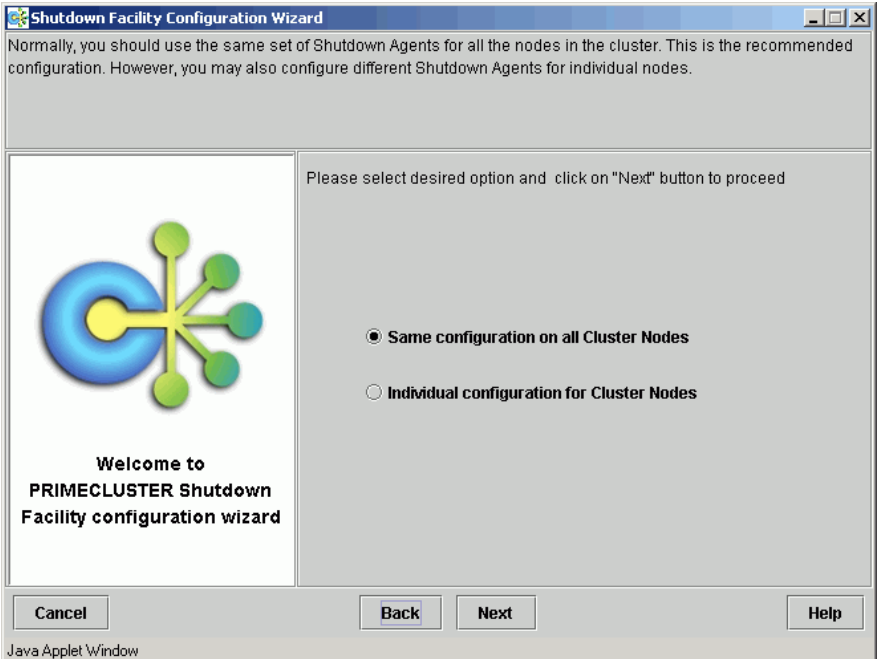 Shutdown Facility Configuration Wizard
Normally, you should use the same set of Shutdown Agents for all the nodes in the cluster. This is the recommended
configuration. However, you may also configure different Shutdown Agents for individual nodes.
Please select desired option and click on "Next" button to proceed
Same configuration on all Cluster Nodes
Individual configuration for Cluster Nodes
Welcome to
PRIMECLUSTER Shutdown
Facility configuration wizard
Cancel
Back
Next
Help
Java Applet Window